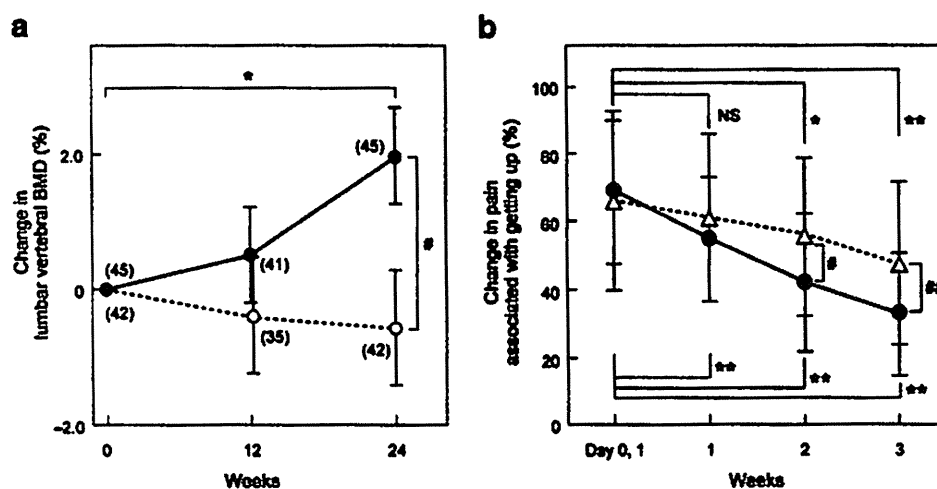 a
Change in
lumbar vertebral BMD (%)
2.0
0
–2.0
*
(45)
(45)
(41)
(42)
(35)
(42)
#
0
12
24
Weeks
b
Change in pain
associated with getting up (%)
100
80
60
40
20
0
NS
*
**
#
**
**
**
Day 0, 1
1
2
3
Weeks